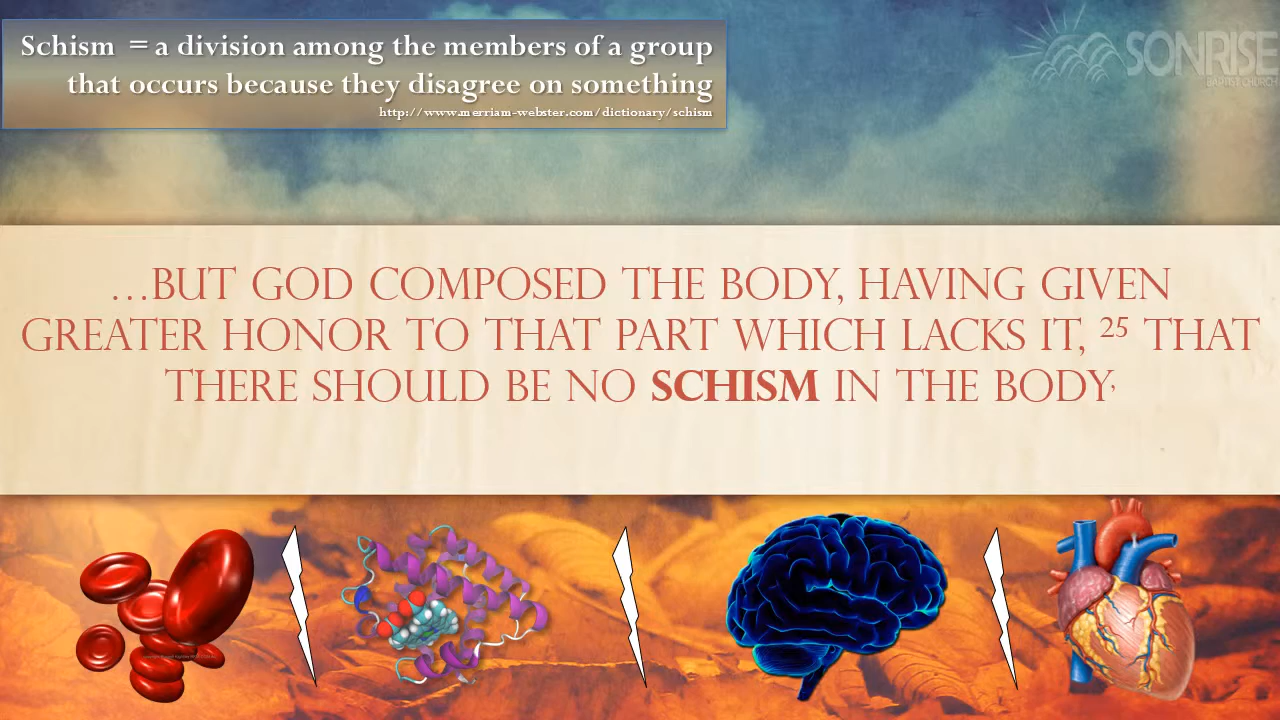 Schism = a division among the members of a group
that occurs because they disagree on something
http://www.merriam-webster.com/dictionary/schism
SONRISE
BAPTIST CHURCH
…BUT GOD COMPOSED THE BODY, HAVING GIVEN
GREATER HONOR TO THAT PART WHICH LACKS IT, 25 THAT
THERE SHOULD BE NO SCHISM IN THE BODY,